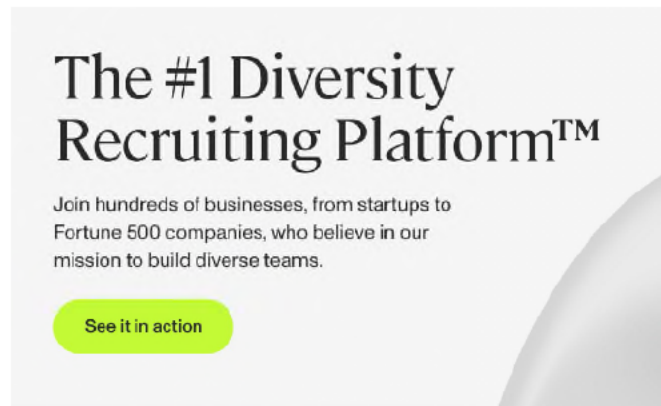 The #1 Diversity
Recruiting Platform™
Join hundreds of businesses, from startups to
Fortune 500 companies, who believe in our
mission to build diverse teams.
See it in action